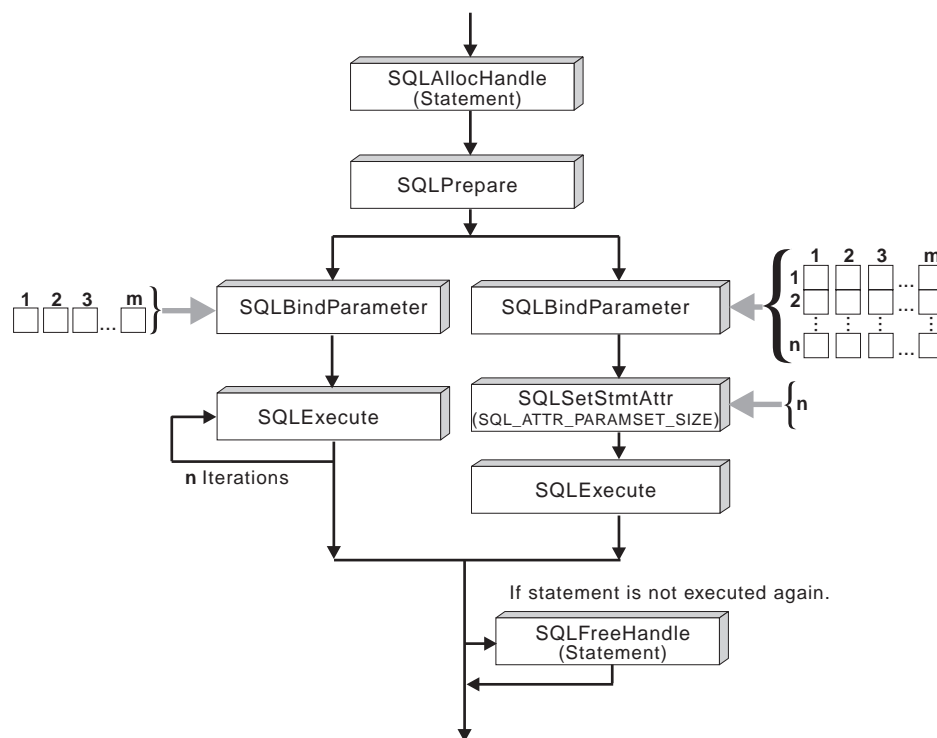 SQLAllocHandle
(Statement)
SQLPrepare
1 2 3 m
...
SQLBindParameter
SQLBindParameter
1 2 3 m
1 ...
2 ...
n ...
SQLExecute
n Iterations
SQLSetStmtAttr
(SQL_ATTR_PARAMSET_SIZE)
n
SQLExecute
If statement is not executed again.
SQLFreeHandle
(Statement)